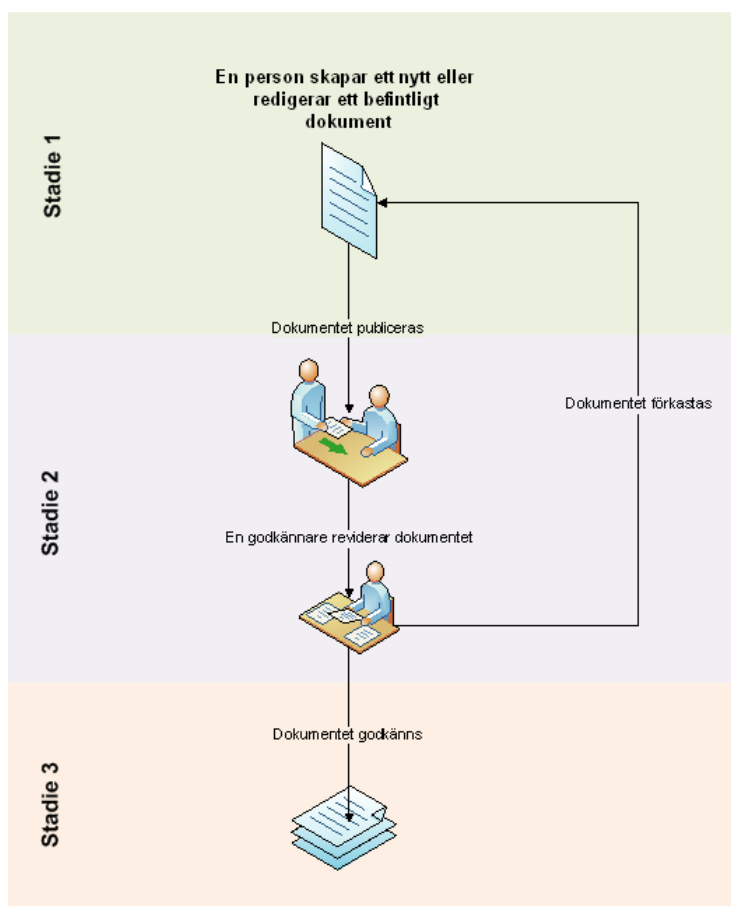 En person skapar ett nytt eller
redigerar ett befintligt
dokument
Stadie 1
Dokumentet publiceras
Dokumentet förkastas
Stadie 2
En godkännare reviderar dokumentet
Dokumentet godkänns
Stadie 3